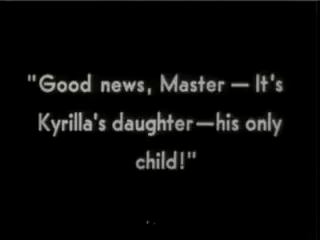 "Good news, Master — It's
Kyrilla's daughter—his only
child!"